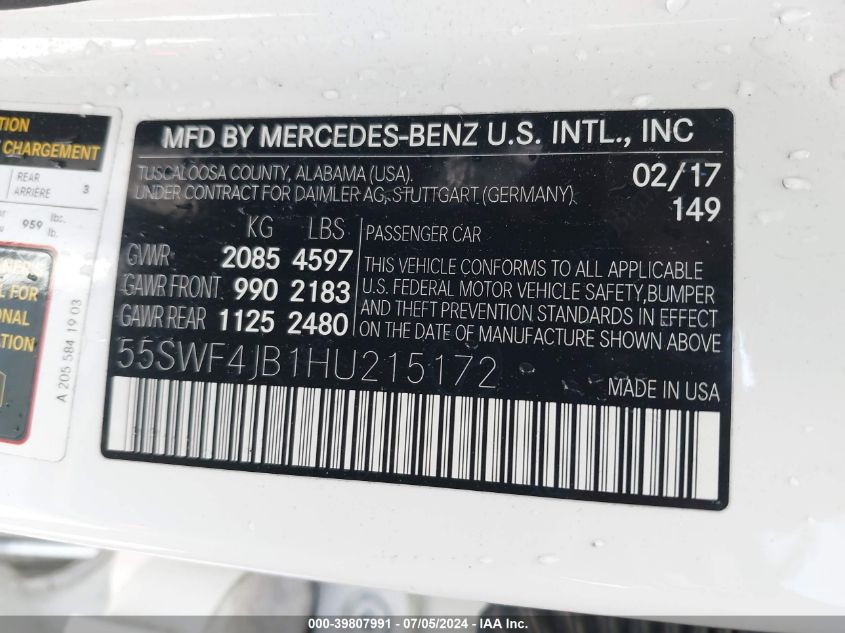 TION
CHARGEMENT
REAR
ARRIÈRE 3
959 lbs.
lb.
L FOR
TIONAL
ION
A 205 584 19 03
MFD BY MERCEDES-BENZ U.S. INTL., INC
TUSCALOOSA COUNTY, ALABAMA (USA). 02/17
UNDER CONTRACT FOR DAIMLER AG, STUTTGART (GERMANY) 149
KG LBS
GVWR 2085 4597
GAWR FRONT 990 2183
GAWR REAR 1125 2480
PASSENGER CAR
THIS VEHICLE CONFORMS TO ALL APPLICABLE
U.S. FEDERAL MOTOR VEHICLE SAFETY,BUMPER
AND THEFT PREVENTION STANDARDS IN EFFECT
ON THE DATE OF MANUFACTURE SHOWN ABOVE
55SWF4JB1HU215172
MADE IN USA
000-39807991 / 07/05/2024 - IAA Inc.